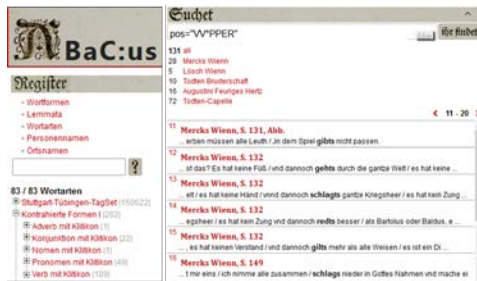 ABaC:us
Register
- Wortformen
- Lemmata
- Wortarten
- Personennamen
- Ortsnamen
?
83 / 83 Wortarten
Stuttgart-Tübingen-TagSet (150622)
Kontrahierte Formen I (262)
Adverb mit Klitikon (1)
Konjunktion mit Klitikon (22)
Nomen mit Klitikon (1)
Pronomen mit Klitikon (49)
Verb mit Klitikon (189)
Suchet
pos="VV*PPER"
ihr findet
131 all
28 Mercks Wienn
5 Lösch Wienn
10 Todten Bruderschaft
16 Augustini Feuriges Hertz
72 Todten-Capelle
11 - 20
11 Mercks Wienn, S. 131, Abb.
... erben müssen alle Leuth / Jn dem Spiel gibts nicht passen.
12 Mercks Wienn, S. 132
... st das? Es hat keine Füß / vnd dannoch gehts durch die gantze Welt / es hat keine ...
13 Mercks Wienn, S. 132
... elt / es hat keine Händ / vnnd dannoch schlagts gantze Kriegsheer / es hat kein Zung ...
14 Mercks Wienn, S. 132
... egsheer / es hat kein Zung vnd dannoch redts besser / als Bartolus oder Baldus, e ...
15 Mercks Wienn, S. 132
... , es hat keinen Verstand / vnd dannoch gilts mehr als alle Weisen / es ist ein Di ...
16 Mercks Wienn, S. 149
... t mir eins / ich nimme alle zusammen / schlags nieder in Gottes Nahmen vnd mache ei